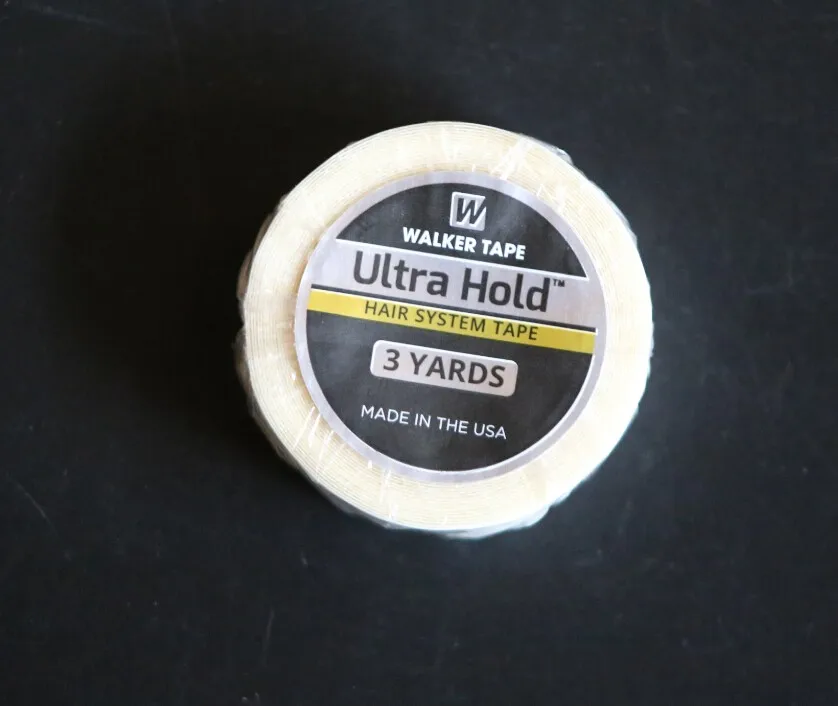 W
WALKER TAPE
Ultra Hold™
HAIR SYSTEM TAPE
3 YARDS
MADE IN THE USA